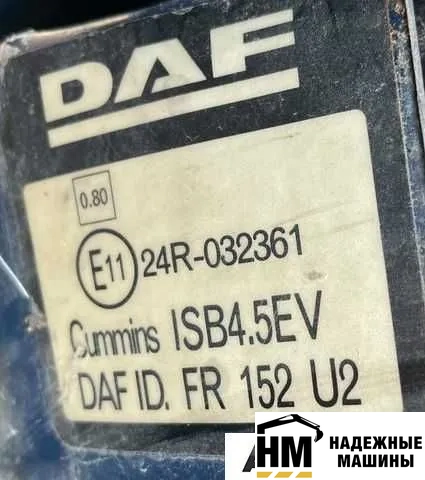 DAF
0.80
E11 24R-032361
Cummins ISB4.5EV
DAF ID. FR 152 U2
НМ НАДЕЖНЫЕ
МАШИНЫ